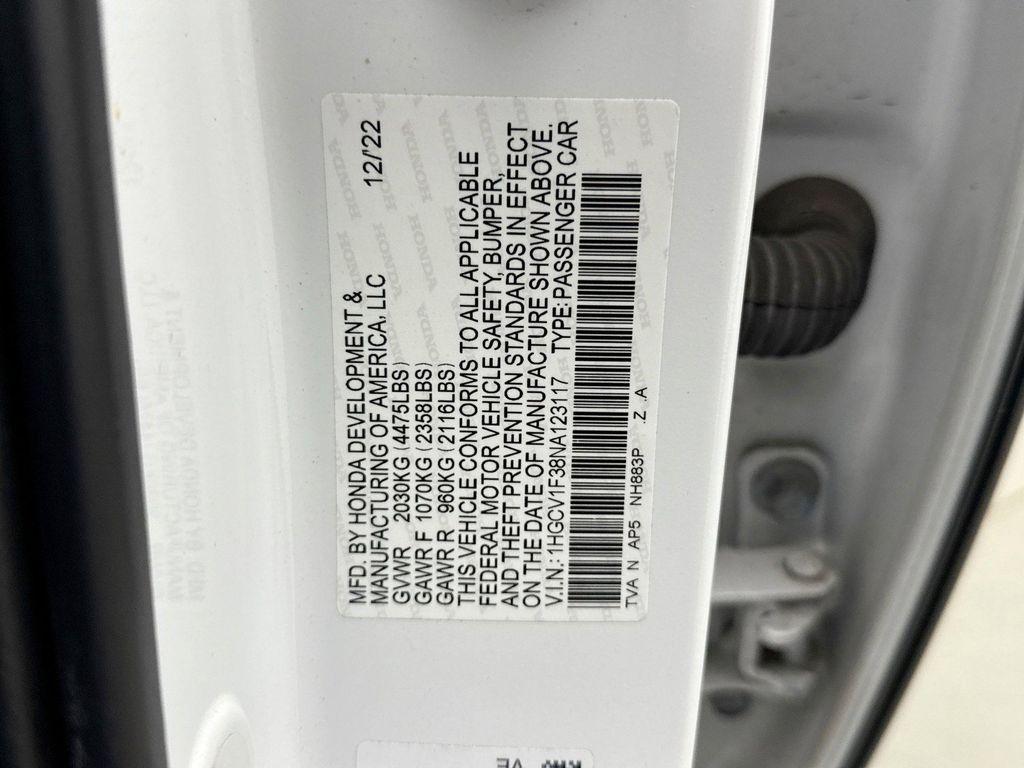 MFD. BY HONDA DEVELOPMENT & 12/22
MANUFACTURING OF AMERICA, LLC
GVWR 2030KG (4475LBS)
GAWR F 1070KG (2358LBS)
GAWR R 960KG (2116LBS)
THIS VEHICLE CONFORMS TO ALL APPLICABLE
FEDERAL MOTOR VEHICLE SAFETY, BUMPER,
AND THEFT PREVENTION STANDARDS IN EFFECT
ON THE DATE OF MANUFACTURE SHOWN ABOVE.
V.I.N.: 1HGCV1F38NA123117 TYPE: PASSENGER CAR
TVA N AP5 NH883P .Z .A
VE